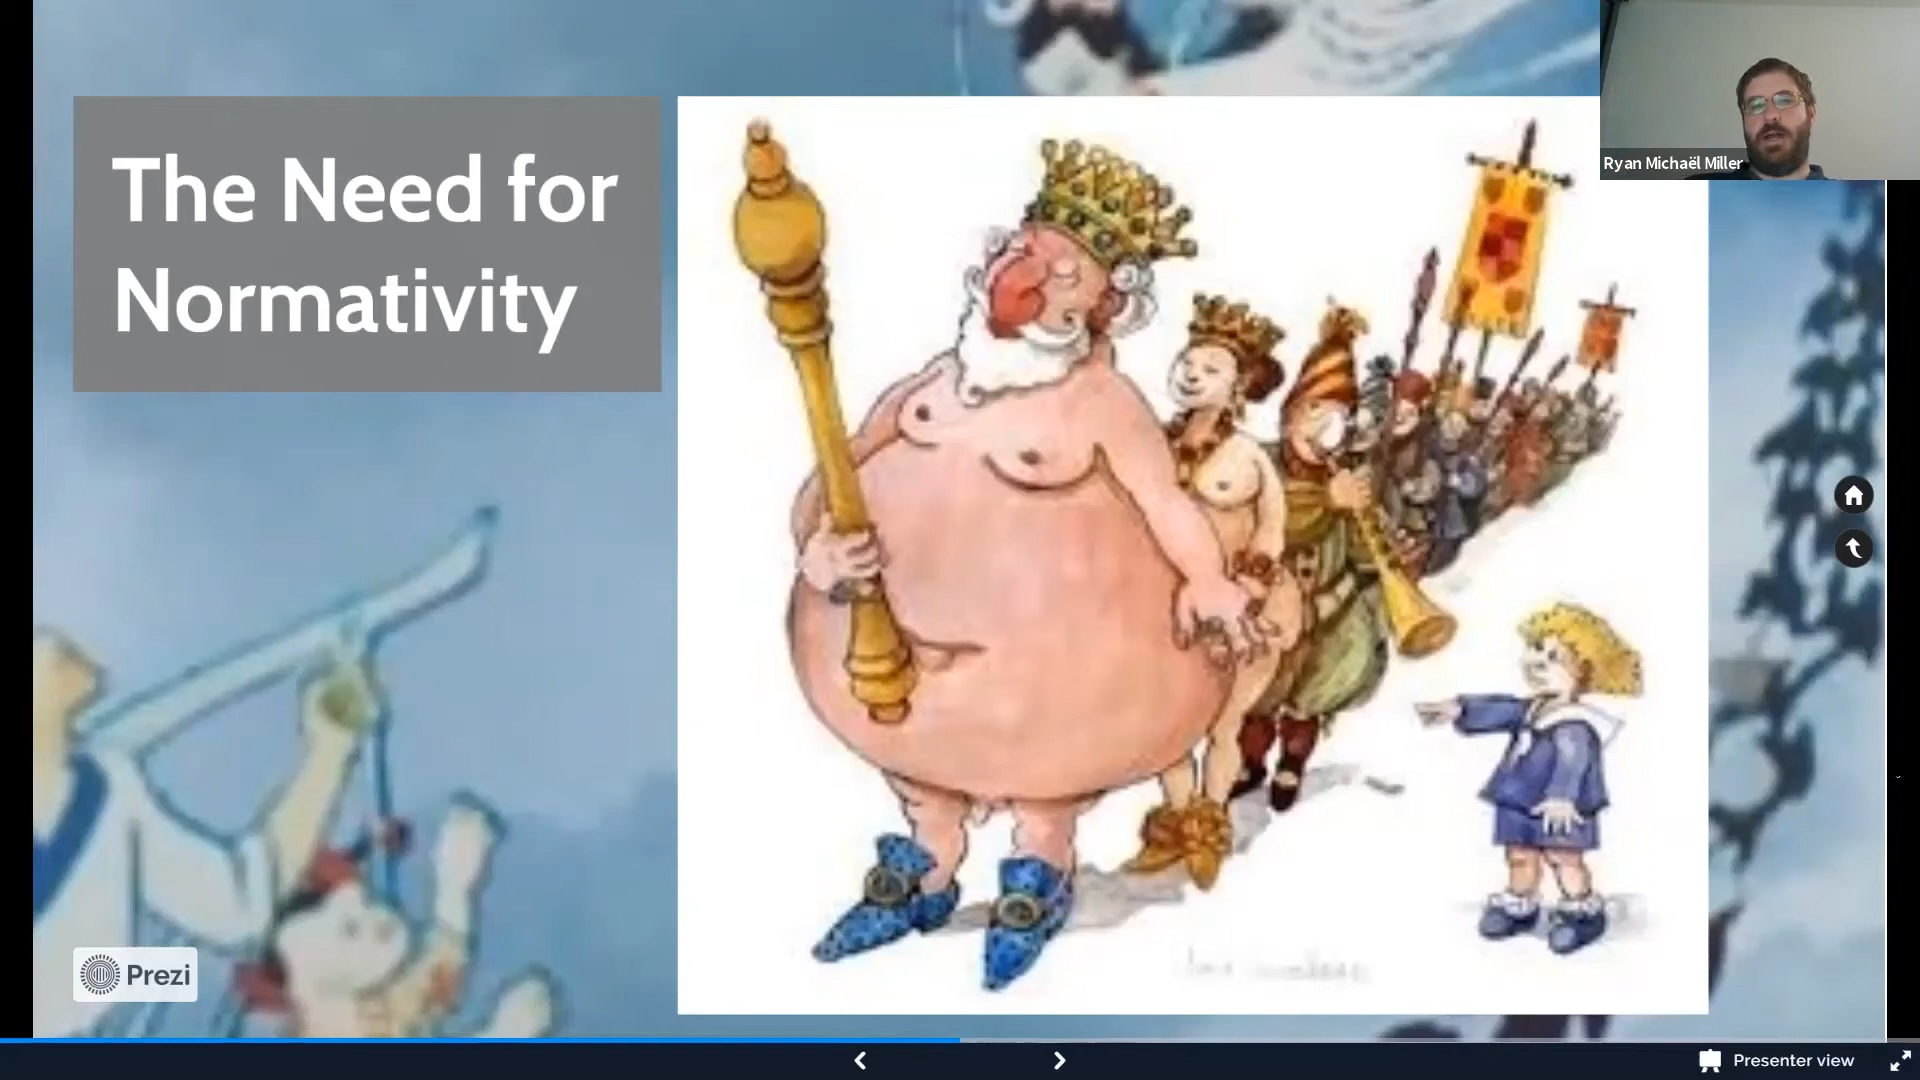 The Need for
Normativity
Ryan Michaël Miller
Prezi
Presenter view